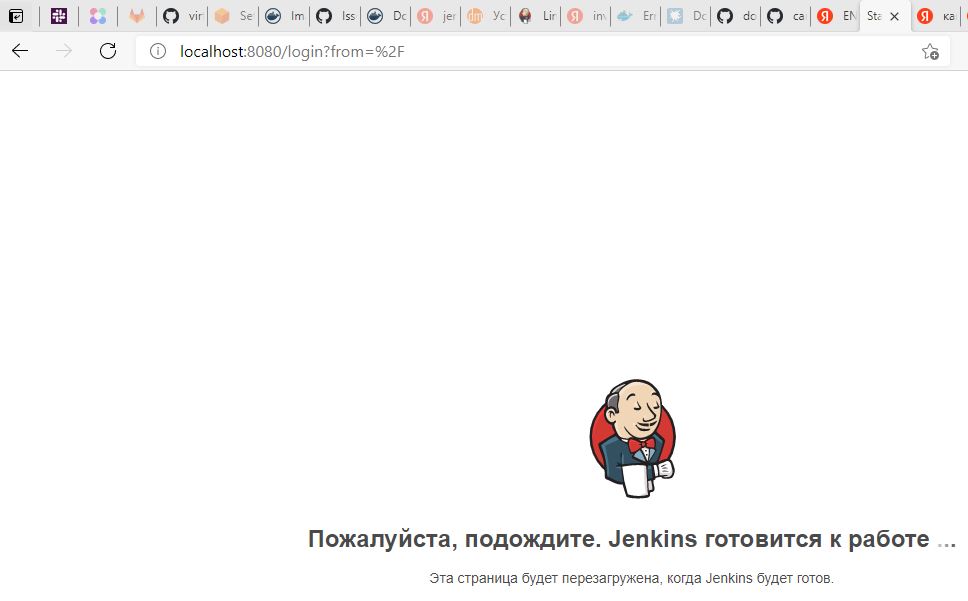 vir
Se
Im
Iss
Do
jer
Ус
Lir
inv
Err
Do
do
ca
EN
Sta
ка
localhost:8080/login?from=%2F
Пожалуйста, подождите. Jenkins готовится к работе ...
Эта страница будет перезагружена, когда Jenkins будет готов.